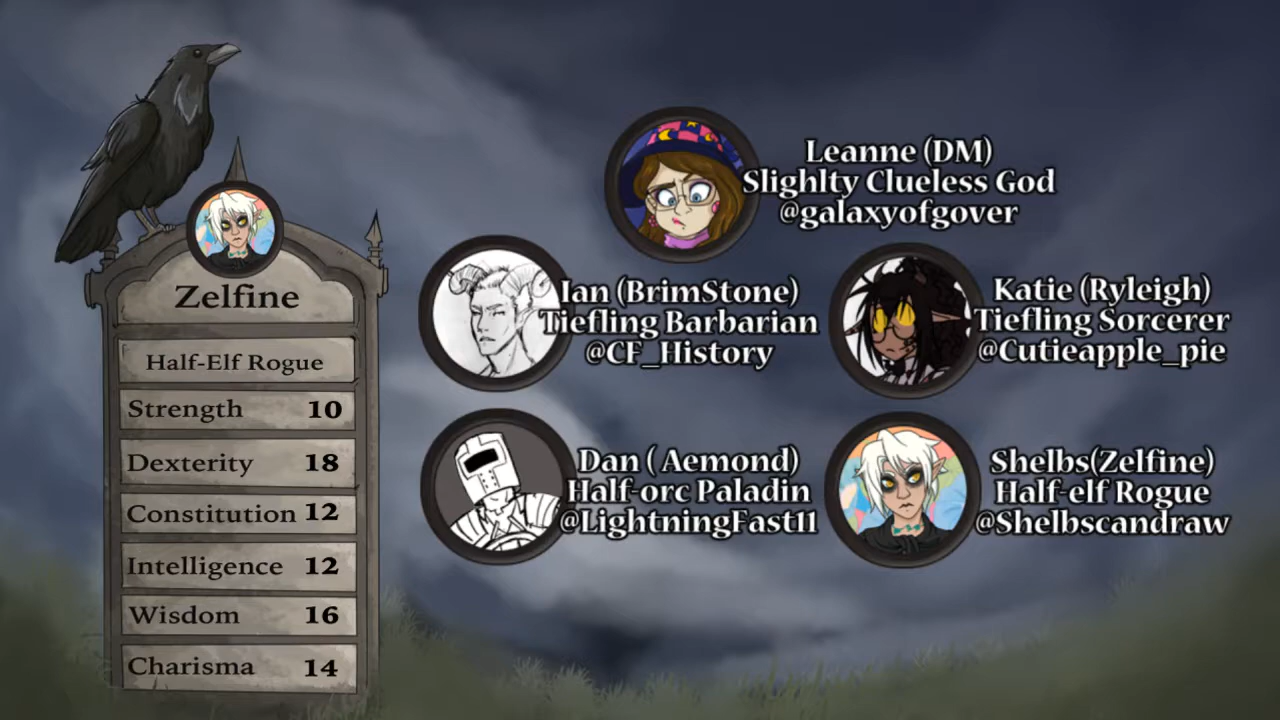 Zelfine
Half-Elf Rogue
Strength 10
Dexterity 18
Constitution 12
Intelligence 12
Wisdom 16
Charisma 14
Leanne (DM)
Slighlty Clueless God
@galaxyofgover
Ian (BrimStone)
Tiefling Barbarian
@CF_History
Katie (Ryleigh)
Tiefling Sorcerer
@Cutieapple_pie
Dan ( Aemond)
Half-orc Paladin
@LightningFast11
Shelbs(Zelfine)
Half-elf Rogue
@Shelbscandraw